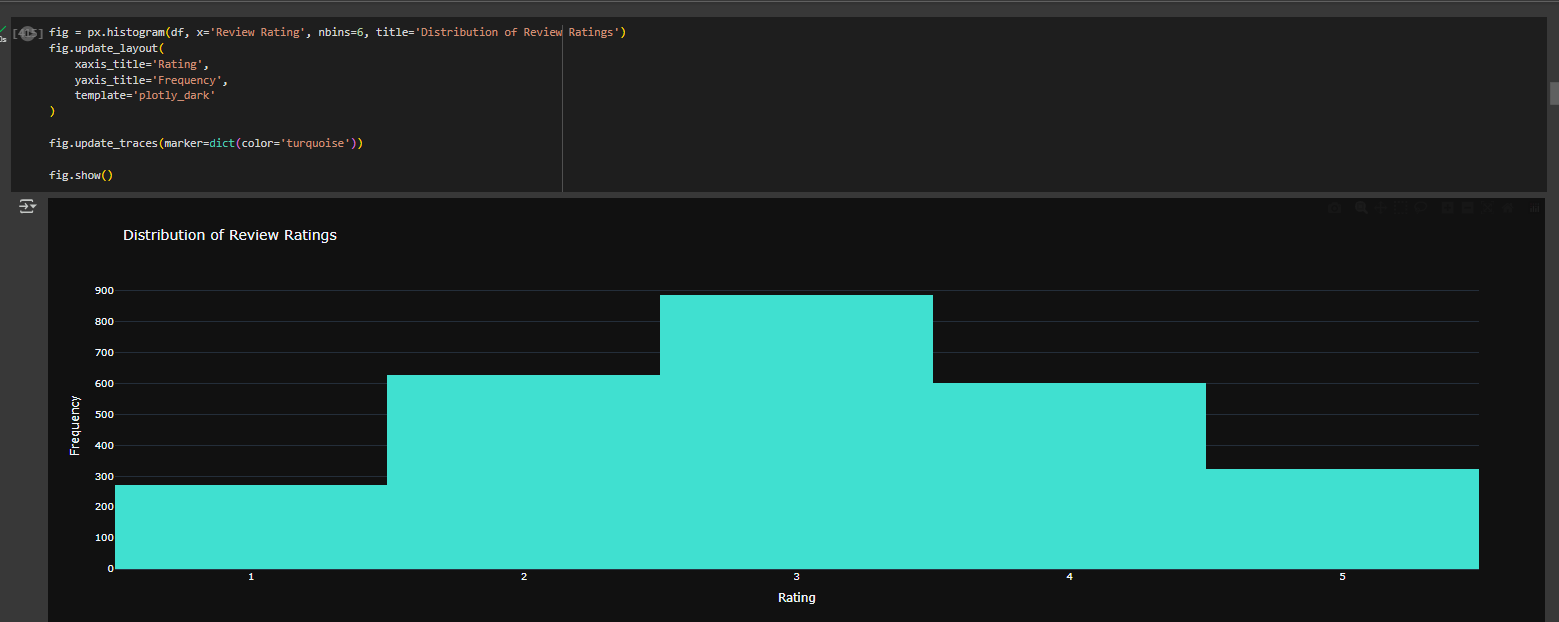 [415] fig = px.histogram(df, x='Review Rating', nbins=6, title='Distribution of Review Ratings')
fig.update_layout(
    xaxis_title='Rating',
    yaxis_title='Frequency',
    template='plotly_dark'
)
fig.update_traces(marker=dict(color='turquoise'))
fig.show()
Distribution of Review Ratings
900
800
700
600
500
400
300
200
100
0
Frequency
1 2 3 4 5
Rating